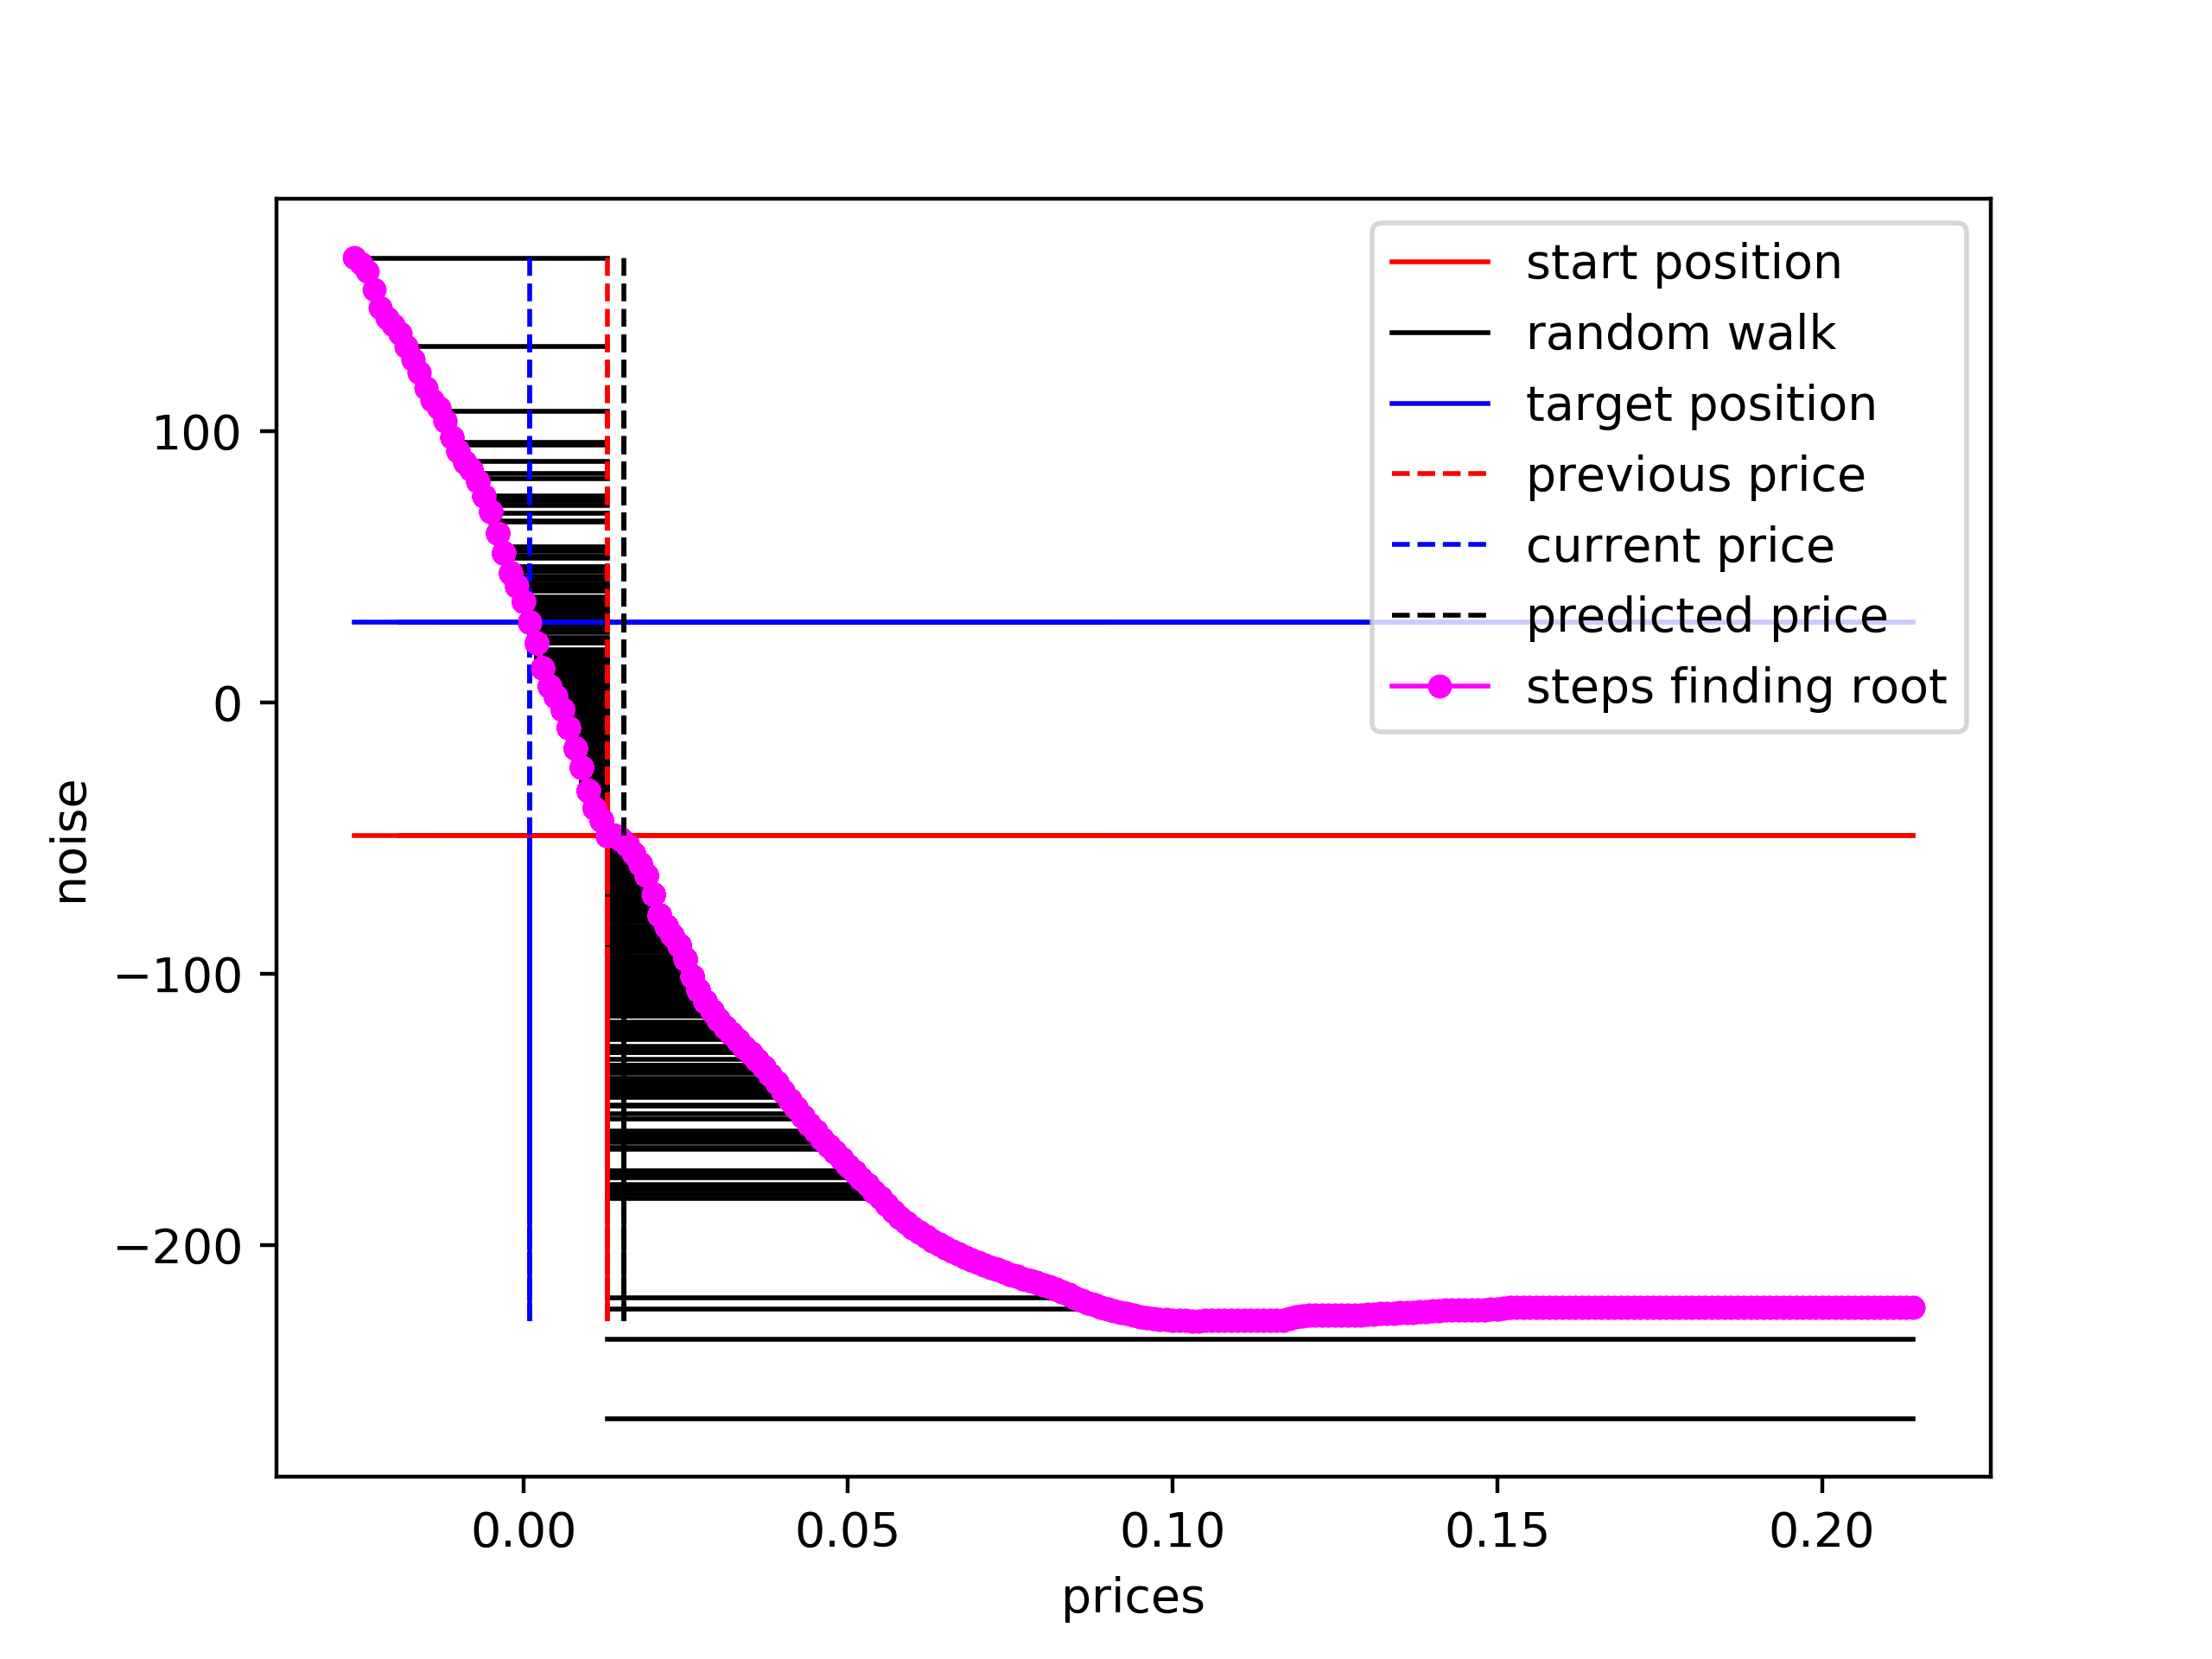 start position
random walk
target position
previous price
current price
predicted price
steps finding root
100
0
−100
−200
noise
0.00 0.05 0.10 0.15 0.20
prices